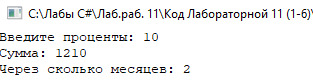 C:\Лабы C#\Лаб.раб. 11\Код Лабораторной 11 (1-6)\
Введите проценты: 10
Сумма: 1210
Через сколько месяцев: 2